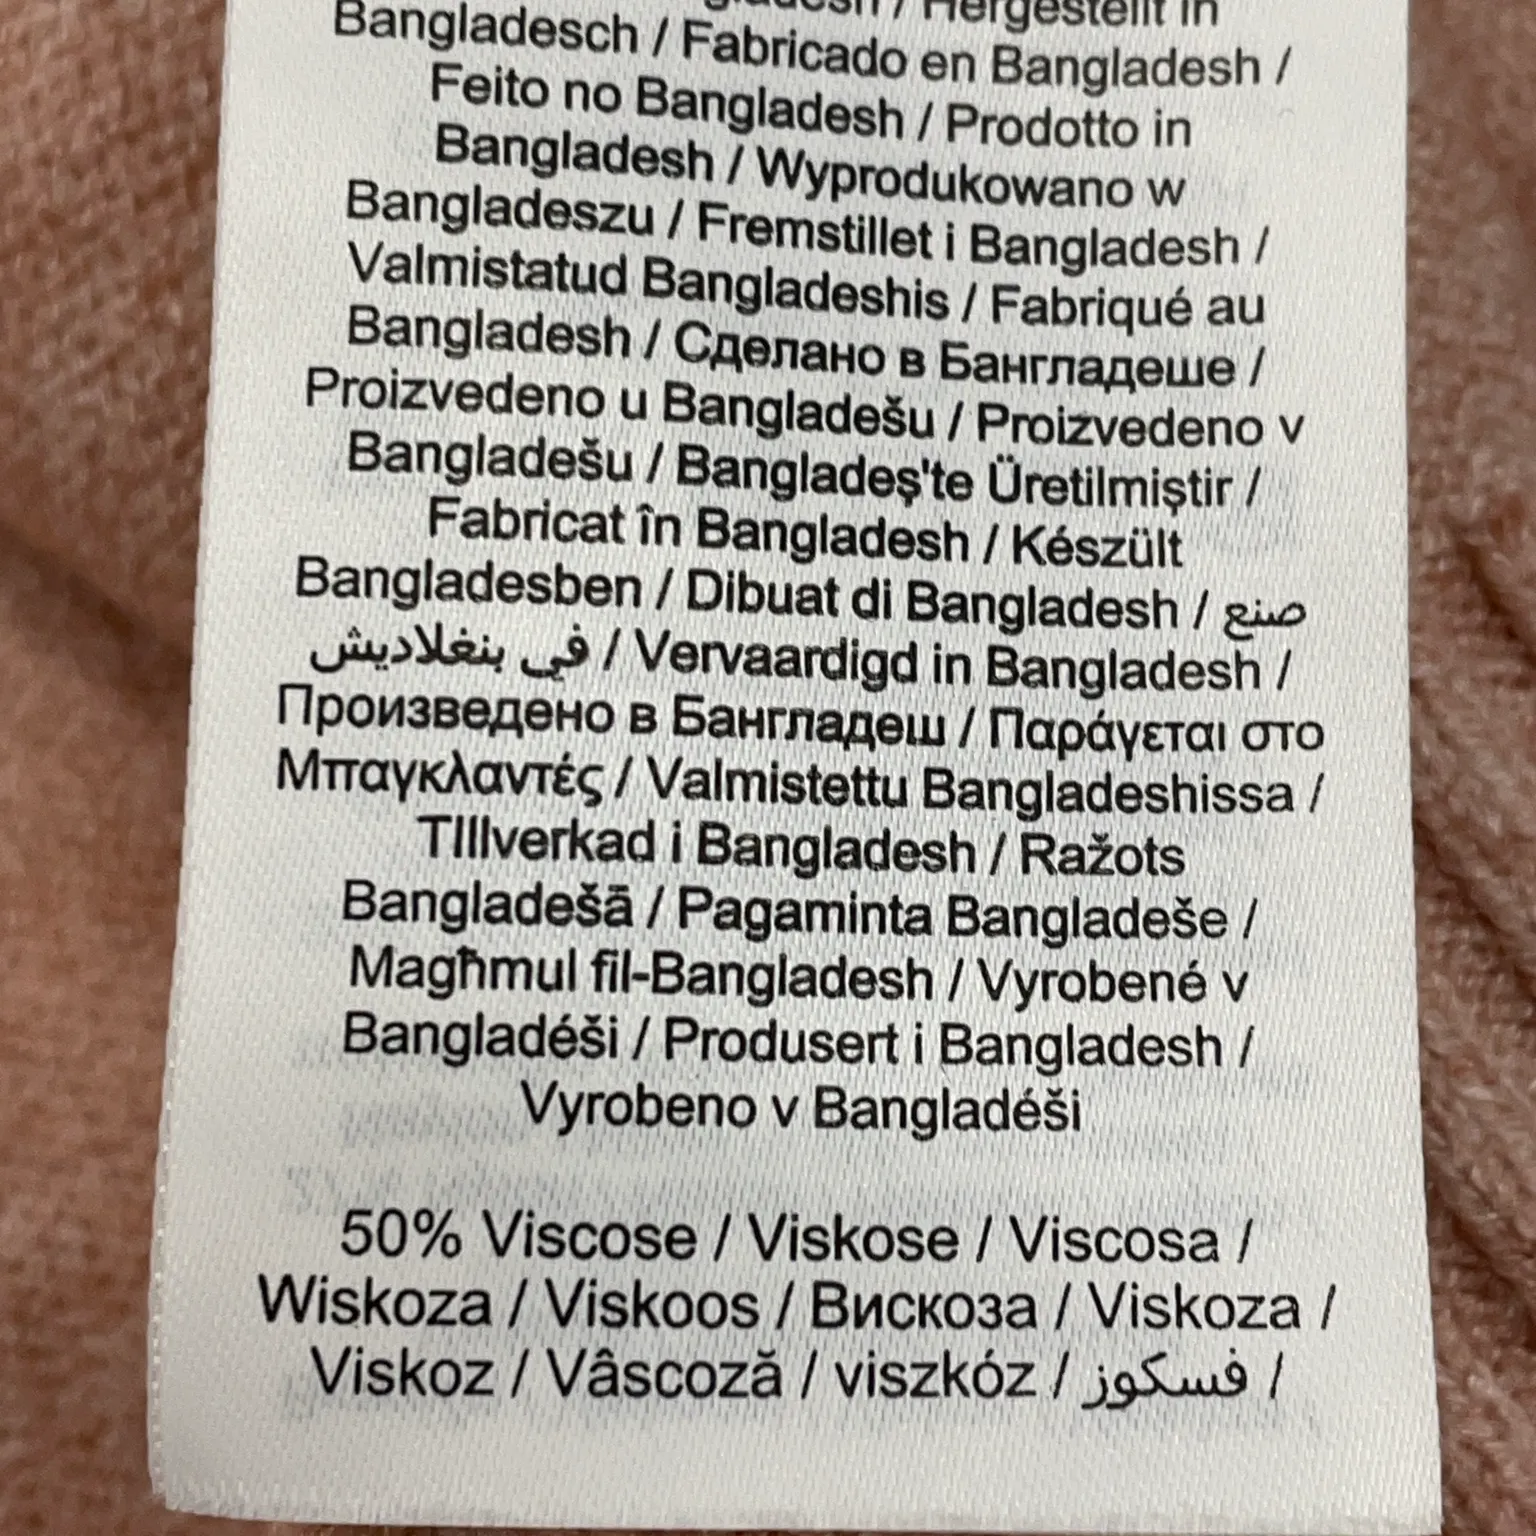 Bangladesh / Hergestellt in
Bangladesch / Fabricado en Bangladesh /
Feito no Bangladesh / Prodotto in
Bangladesh / Wyprodukowano w
Bangladeszu / Fremstillet i Bangladesh /
Valmistatud Bangladeshis / Fabriqué au
Bangladesh / Сделано в Бангладеше /
Proizvedeno u Bangladešu / Proizvedeno v
Bangladešu / Bangladeş'te Üretilmiştir /
Fabricat în Bangladesh / Készült
Bangladesben / Dibuat di Bangladesh / صنع
في بنغلاديش / Vervaardigd in Bangladesh /
Произведено в Бангладеш / Παράγεται στο
Μπαγκλαντές / Valmistettu Bangladeshissa /
TIllverkad i Bangladesh / Ražots
Bangladešā / Pagaminta Bangladeše /
Magħmul fil-Bangladesh / Vyrobené v
Bangladéši / Produsert i Bangladesh /
Vyrobeno v Bangladéši
50% Viscose / Viskose / Viscosa /
Wiskoza / Viskoos / Вискоза / Viskoza /
Viskoz / Vâscoză / viszkóz / فسكوز /